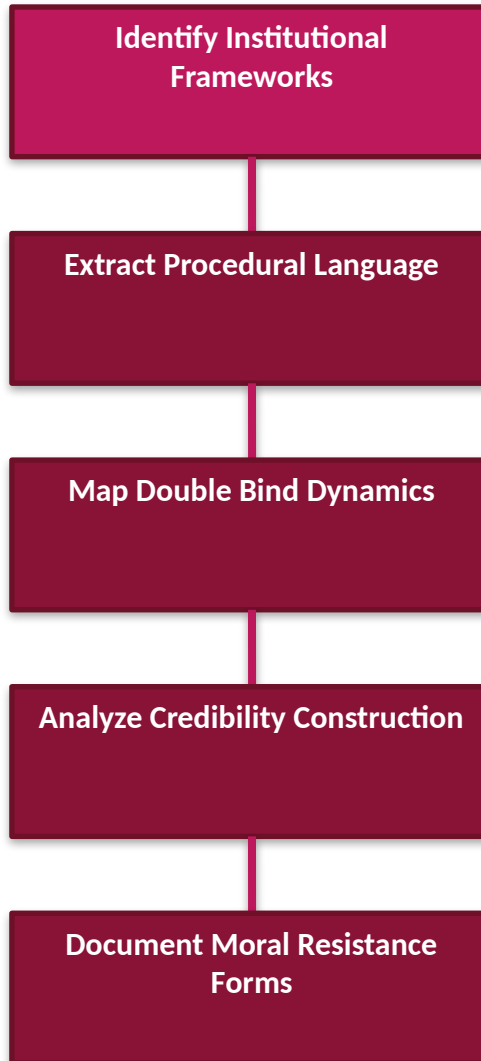 Identify Institutional
Frameworks
Extract Procedural Language
Map Double Bind Dynamics
Analyze Credibility Construction
Document Moral Resistance
Forms